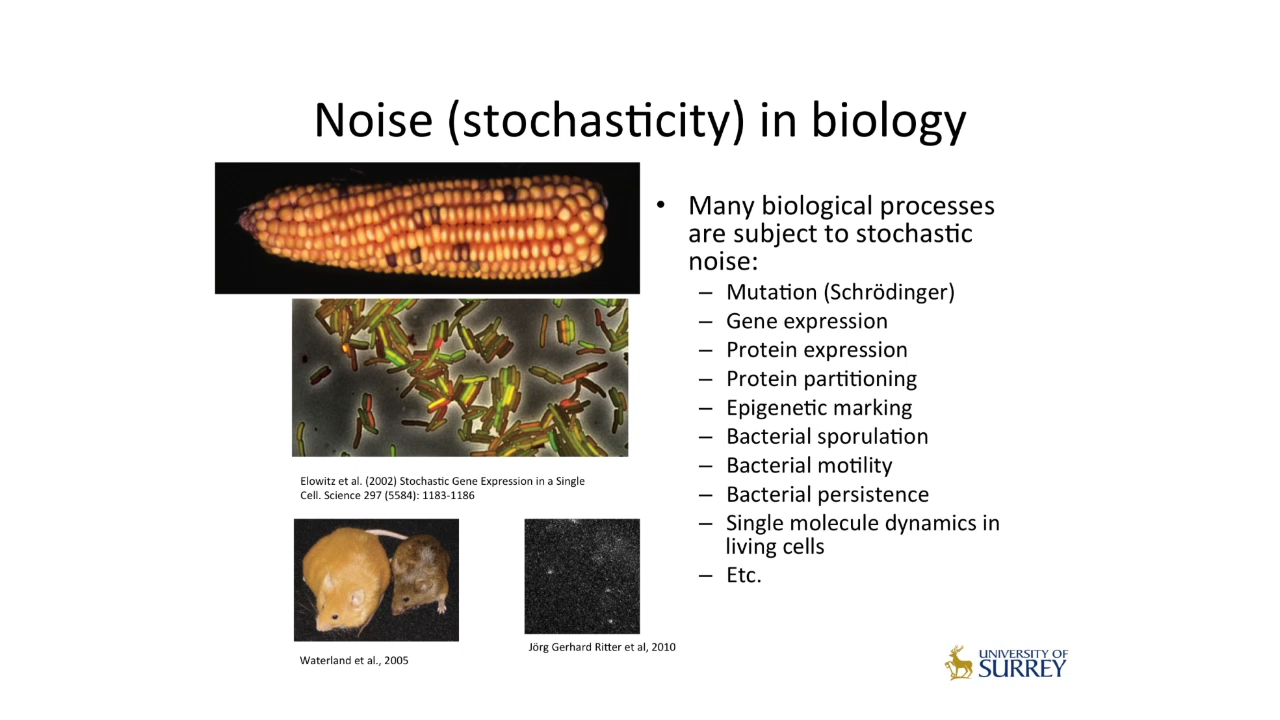 Noise (stochasticity) in biology
• Many biological processes
are subject to stochastic
noise:
– Mutation (Schrödinger)
– Gene expression
– Protein expression
– Protein partitioning
– Epigenetic marking
– Bacterial sporulation
– Bacterial motility
– Bacterial persistence
– Single molecule dynamics in
living cells
– Etc.
Elowitz et al. (2002) Stochastic Gene Expression in a Single
Cell. Science 297 (5584): 1183-1186
Waterland et al., 2005
Jörg Gerhard Ritter et al, 2010
UNIVERSITY OF
SURREY